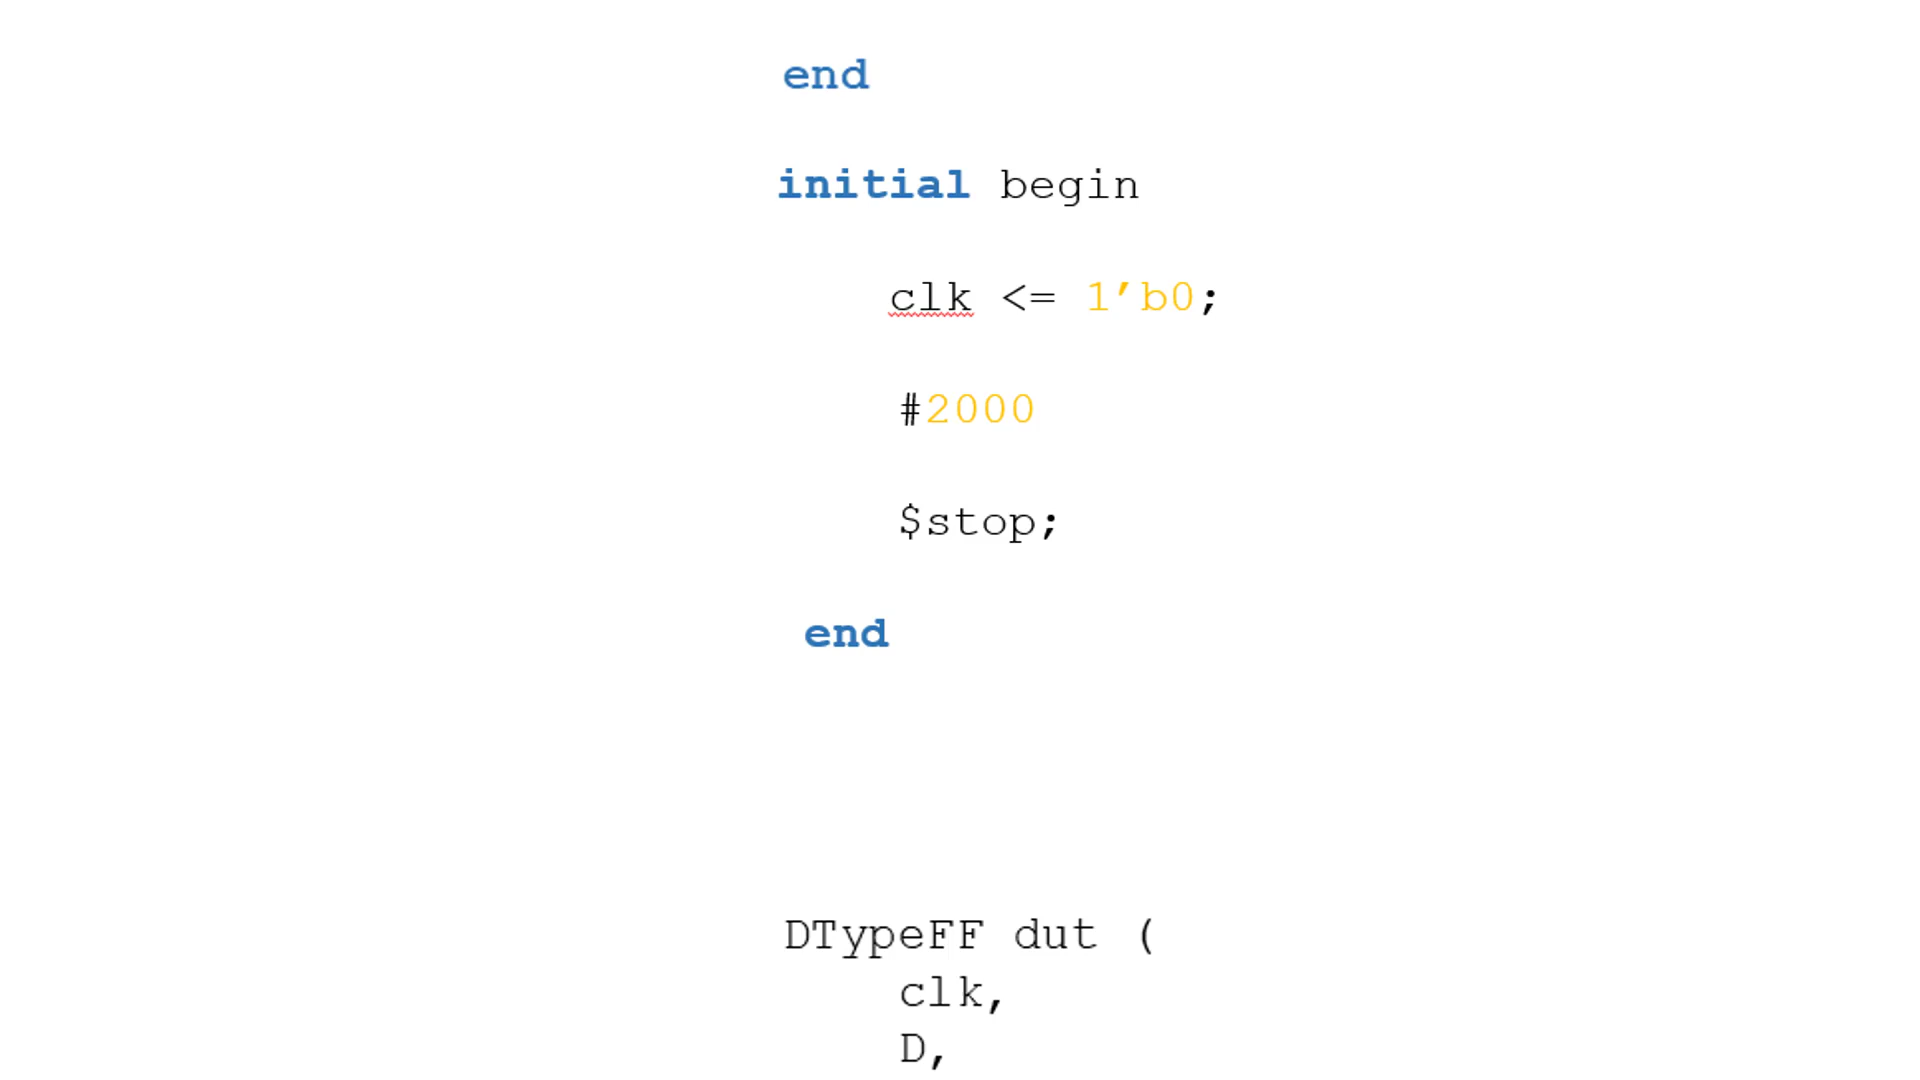 end
initial begin
clk <= 1’b0;
#2000
$stop;
end
DTypeFF dut (
clk,
D,